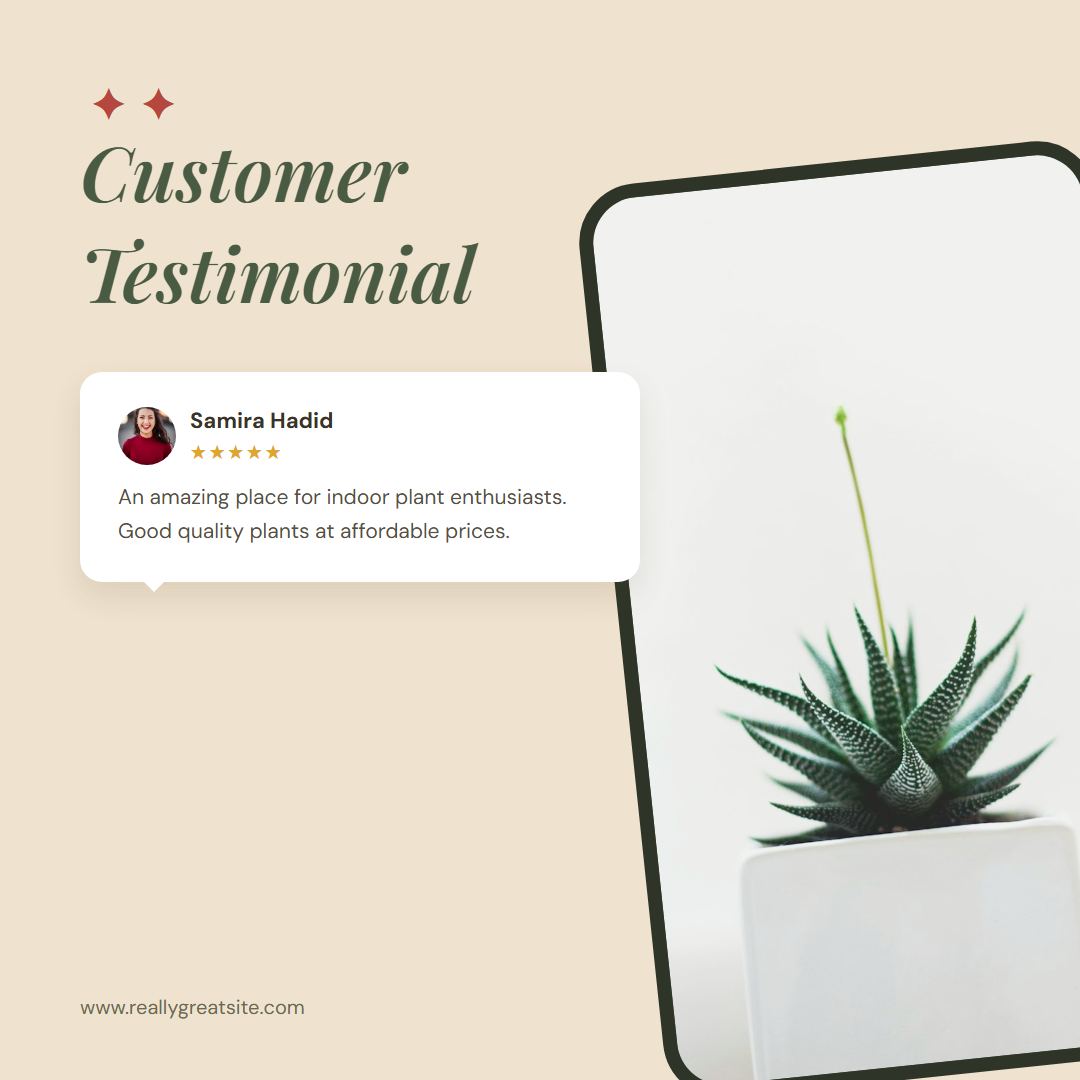 Customer
Testimonial
Samira Hadid
An amazing place for indoor plant enthusiasts.
Good quality plants at affordable prices.
www.reallygreatsite.com